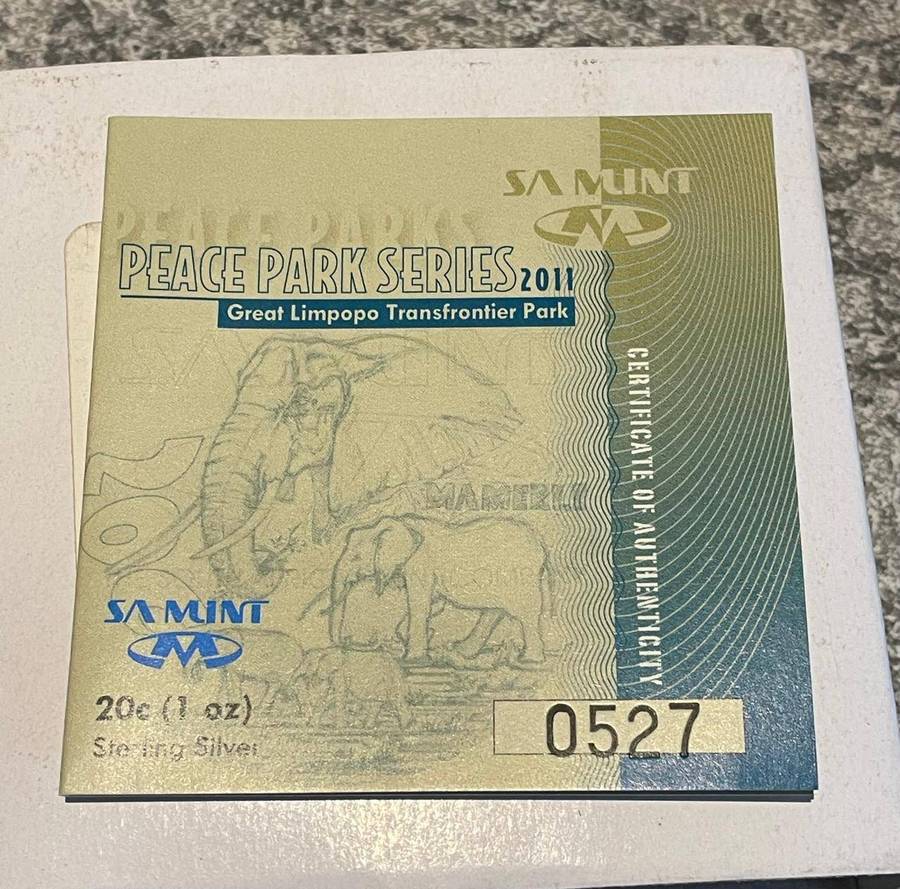 SA MINT
PEACE PARKS
PEACE PARK SERIES 2011
Great Limpopo Transfrontier Park
CERTIFICATE OF AUTHENTICITY
SA MINT
20c (1 oz)
Sterling Silver
0527